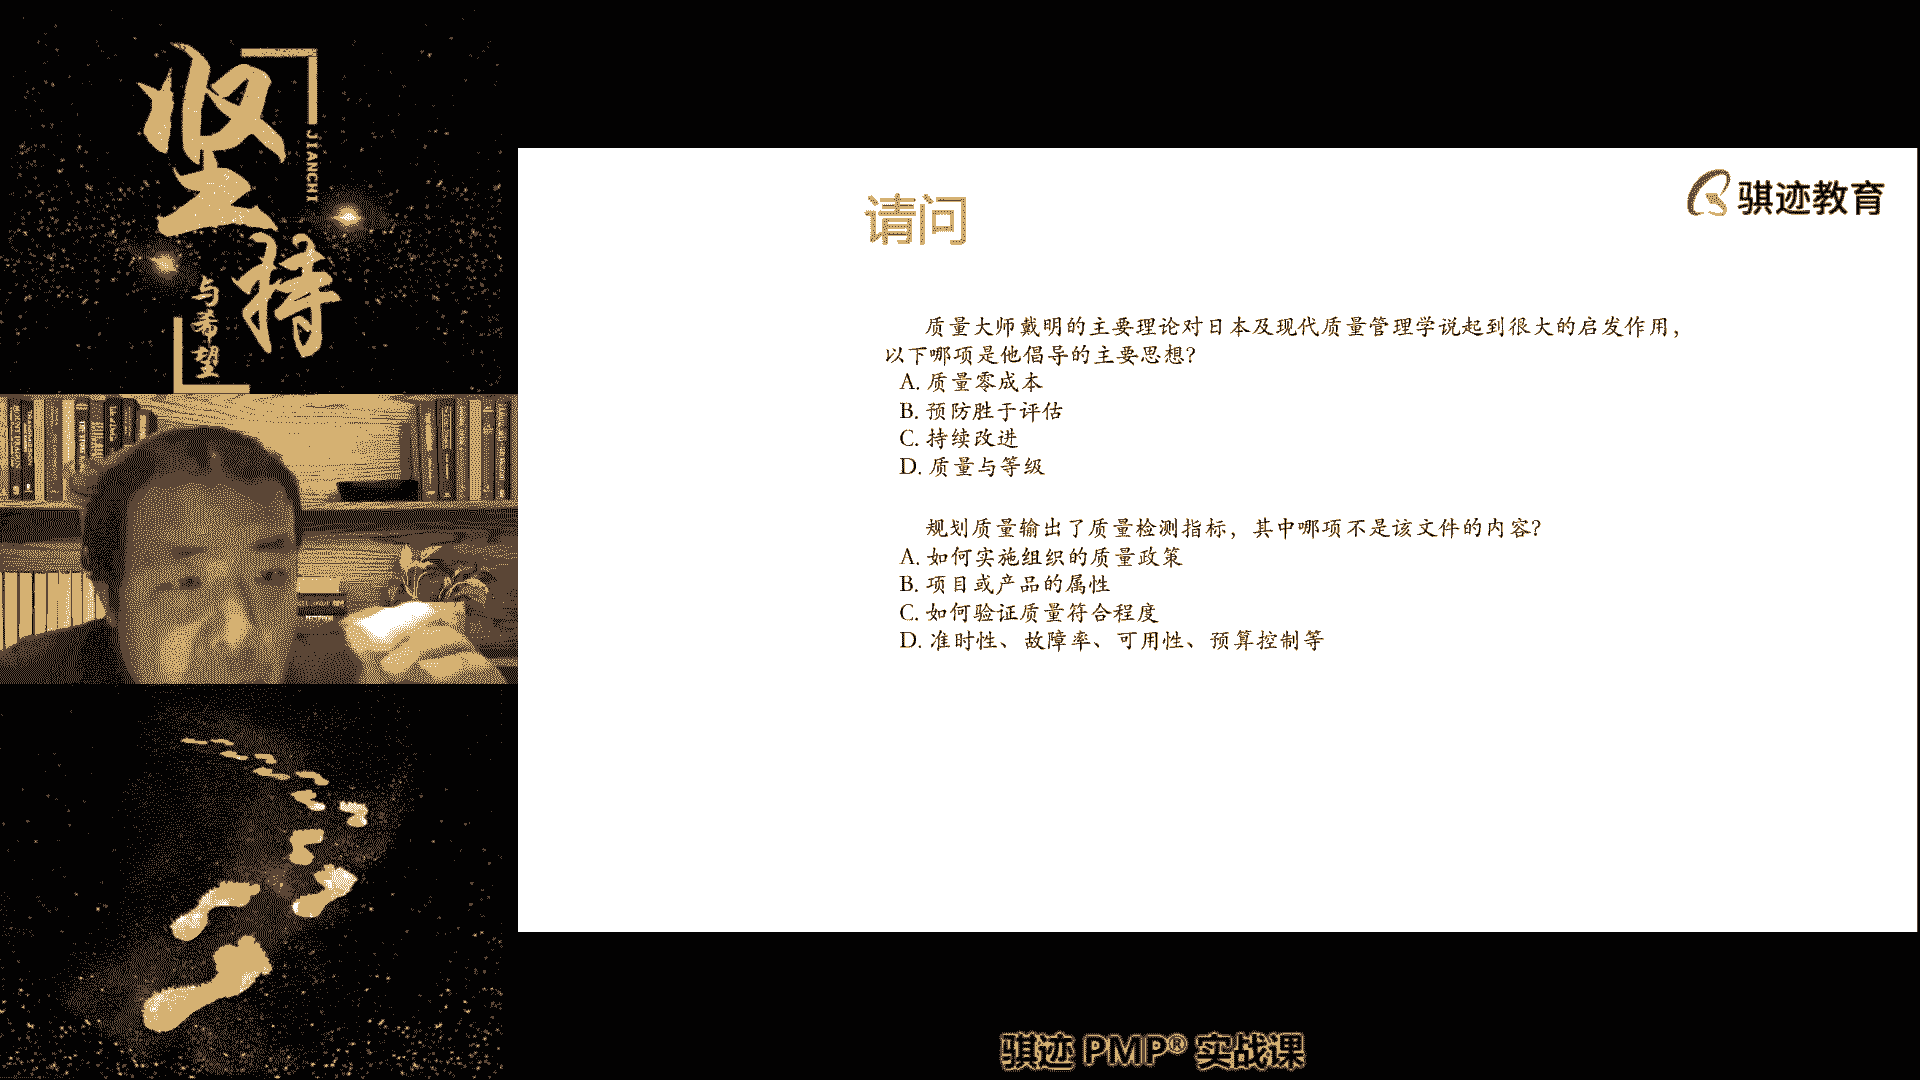 坚持
JIANCHI
与希望
骐迹教育
请问
质量大师戴明的主要理论对日本及现代质量管理学说起到很大的启发作用，
以下哪项是他倡导的主要思想？
A. 质量零成本
B. 预防胜于评估
C. 持续改进
D. 质量与等级
规划质量输出了质量检测指标，其中哪项不是该文件的内容？
A. 如何实施组织的质量政策
B. 项目或产品的属性
C. 如何验证质量符合程度
D. 准时性、故障率、可用性、预算控制等
骐迹 PMP® 实战课